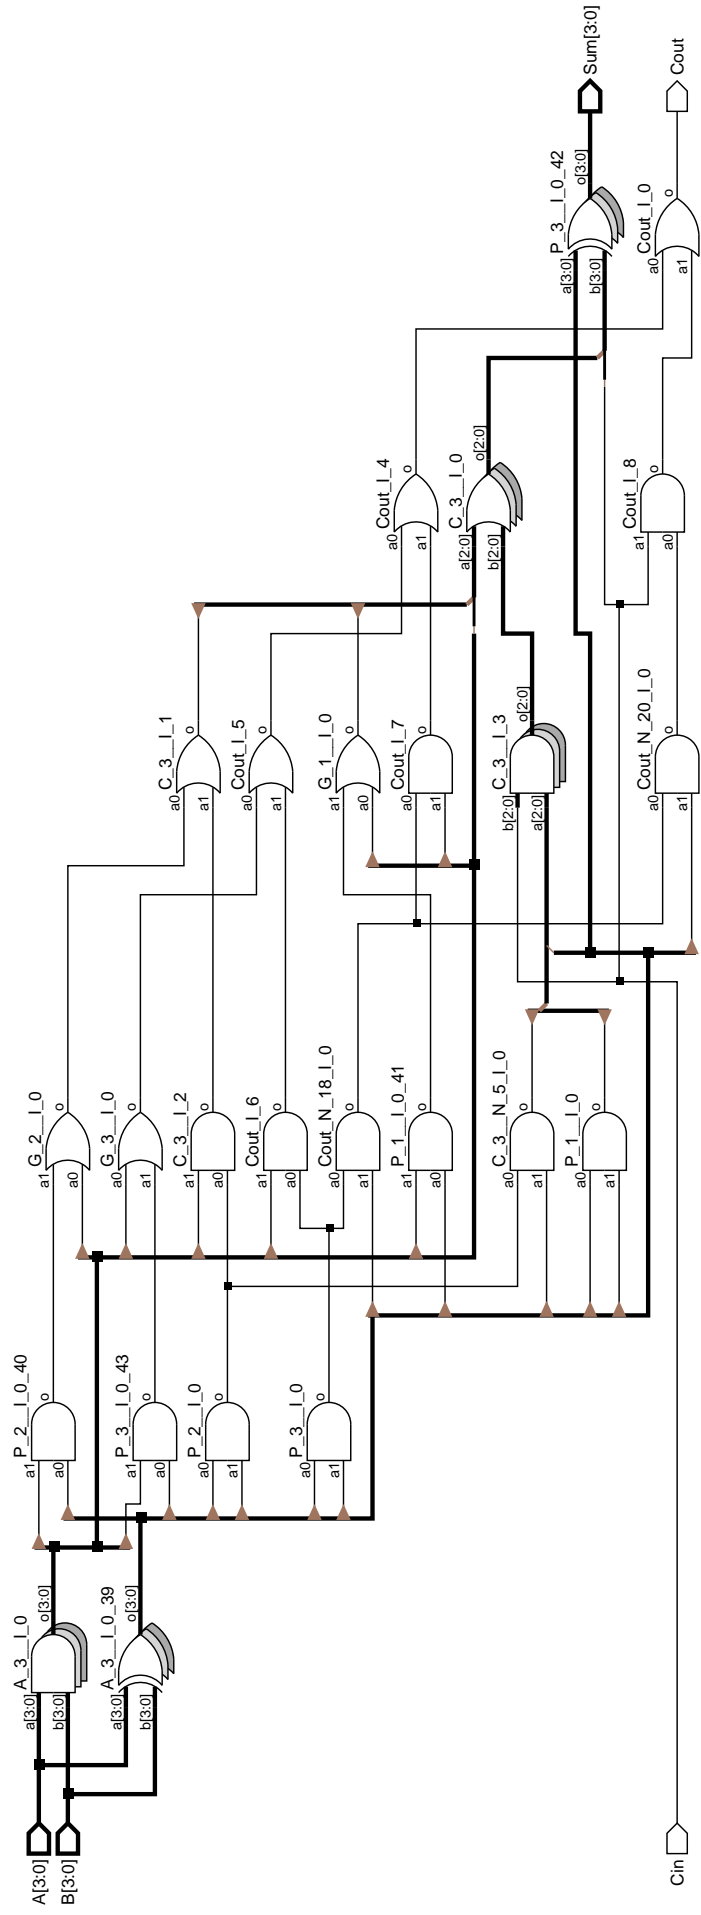 A[3:0]
B[3:0]
Cin
A_3__I_0
a[3:0]
b[3:0]
o[3:0]
A_3__I_0_39
a[3:0]
b[3:0]
o[3:0]
P_2__I_0_40
a1
a0
o
P_3__I_0_43
a1
a0
o
P_2__I_0
a0
a1
o
P_3__I_0
a0
a1
o
G_2__I_0
a1
a0
o
G_3__I_0
a0
a1
o
C_3__I_2
a1
a0
o
Cout_I_6
a1
a0
o
Cout_N_18_I_0
a0
a1
o
P_1__I_0_41
a1
a0
o
C_3__N_5_I_0
a0
a1
o
P_1__I_0
a0
a1
o
C_3__I_1
a0
a1
o
Cout_I_5
a0
a1
o
G_1__I_0
a1
a0
o
Cout_I_7
a0
a1
o
C_3__I_3
b[2:0]
a[2:0]
o[2:0]
Cout_N_20_I_0
a0
a1
o
Cout_I_4
a0
a1
o
C_3__I_0
a[2:0]
b[2:0]
o[2:0]
Cout_I_8
a1
a0
o
P_3__I_0_42
a[3:0]
b[3:0]
o[3:0]
Cout_I_0
a0
a1
o
Sum[3:0]
Cout